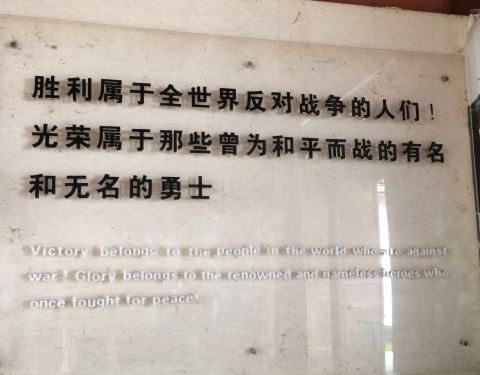 胜利属于全世界反对战争的人们！
光荣属于那些曾为和平而战的有名
和无名的勇士
Victory belongs to the people in the world who are against
war! Glory belongs to the renowned and nameless heroes who
once fought for peace!